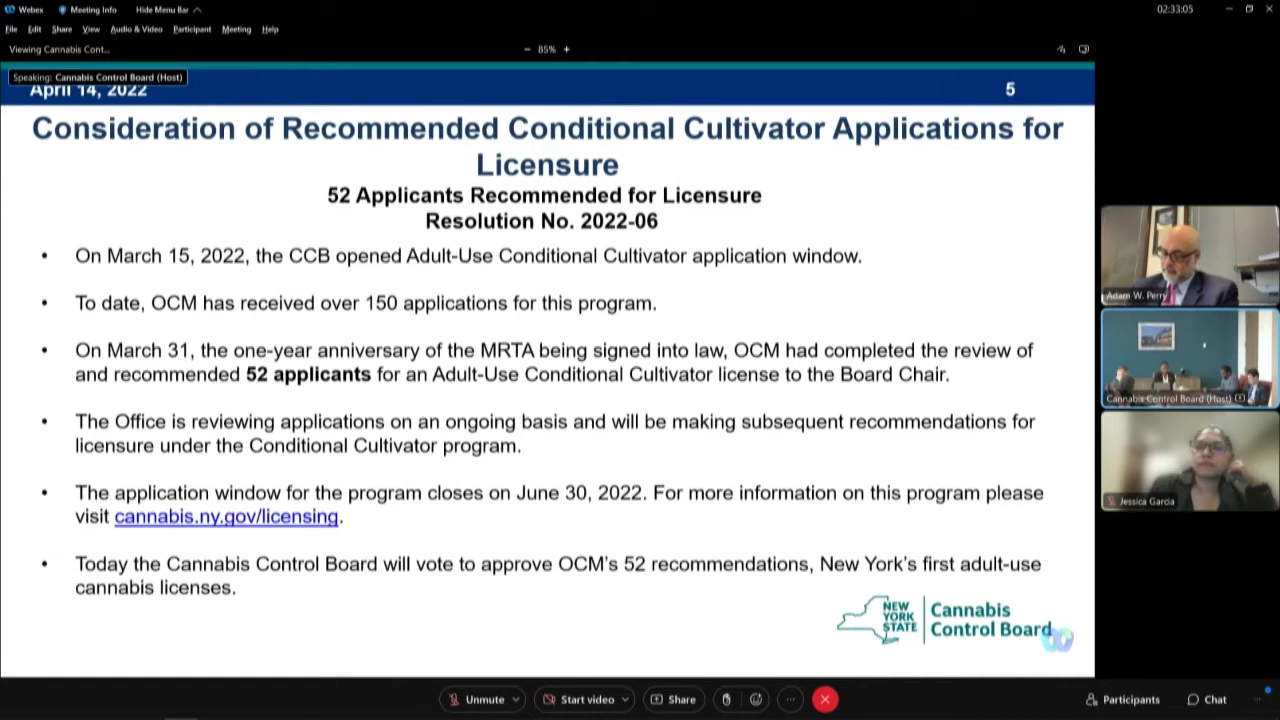 Webex
Meeting Info
Hide Menu Bar
02:33:05
File Edit Share View Audio & Video Participant Meeting Help
Viewing Cannabis Cont...
85%
Speaking: Cannabis Control Board (Host)
April 14, 2022
5
Consideration of Recommended Conditional Cultivator Applications for
Licensure
52 Applicants Recommended for Licensure
Resolution No. 2022-06
• On March 15, 2022, the CCB opened Adult-Use Conditional Cultivator application window.
• To date, OCM has received over 150 applications for this program.
• On March 31, the one-year anniversary of the MRTA being signed into law, OCM had completed the review of
and recommended 52 applicants for an Adult-Use Conditional Cultivator license to the Board Chair.
• The Office is reviewing applications on an ongoing basis and will be making subsequent recommendations for
licensure under the Conditional Cultivator program.
• The application window for the program closes on June 30, 2022. For more information on this program please
visit cannabis.ny.gov/licensing.
• Today the Cannabis Control Board will vote to approve OCM's 52 recommendations, New York's first adult-use
cannabis licenses.
NEW
YORK
STATE
Cannabis
Control Board
Adam W. Perry
Cannabis Control Board (Host)
Jessica Garcia
Unmute
Start video
Share
Participants
Chat